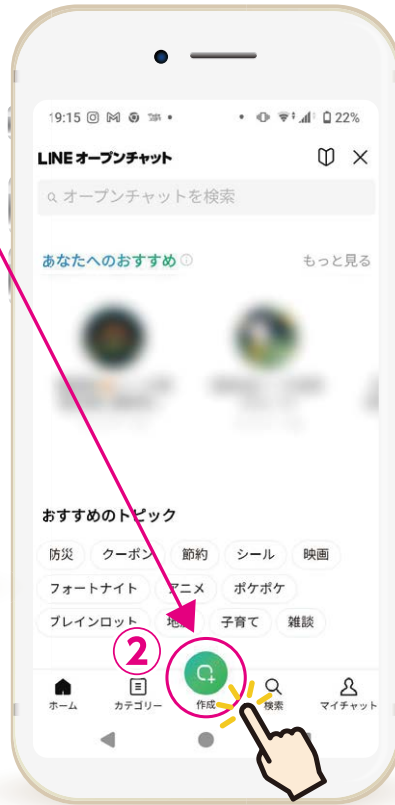 19:15
22%
LINE オープンチャット
オープンチャットを検索
あなたへのおすすめ
もっと見る
おすすめのトピック
防災 クーポン 節約 シール 映画
フォートナイト アニメ ポケポケ
ブレインロット 子育て 雑談
②
ホーム カテゴリー 作成 検索 マイチャット